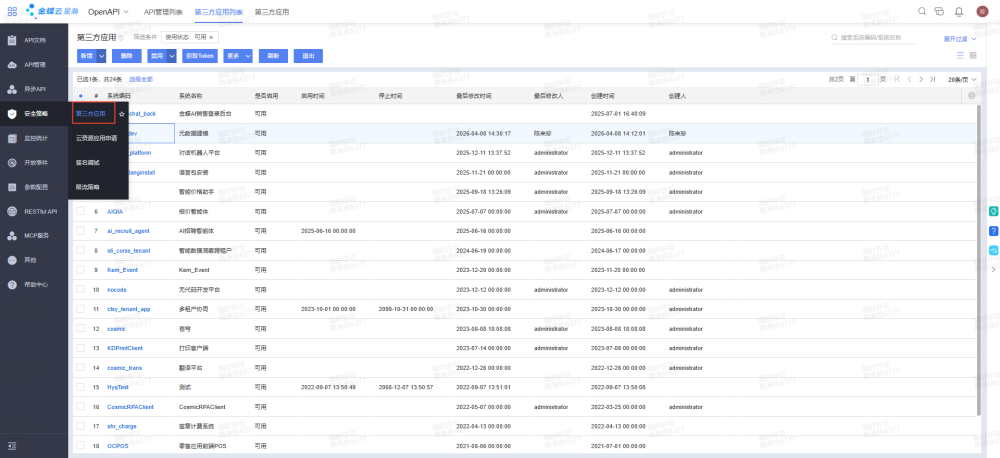 金蝶云星瀚 OpenAPI API管理列表 第三方应用列表 第三方应用
第三方应用 筛选条件 使用状态：可用 × 搜索系统编码/系统名称 展开过滤
新增 删除 禁用 获取Token 更多 刷新 退出
已选1条，共24条 选择全部 共2页 第 1 页 20条/页
# 系统编码 系统名称 是否启用 启用时间 停止时间 最后修改时间 最后修改人 创建时间 创建人
API文档
API管理
异步API
安全策略
监控统计
开放事件
参数配置
RESTful API
MCP服务
其他
帮助中心
第三方应用
云资源应用申请
签名调试
限流策略
chat_back 金蝶AI销售登录后台 可用 2025-07-01 16:40:09
dev 元数据建模 可用 2026-04-08 14:30:17 陈来珍 2026-04-08 14:12:01 陈来珍
platform 对话机器人平台 可用 2025-12-11 13:37:52 administrator 2025-12-11 13:37:52 administrator
langinstall 语言包安装 可用 2025-11-21 00:00:00 administrator 2025-11-21 00:00:00 administrator
智能价格助手 可用 2025-09-18 13:26:09 administrator 2025-09-18 13:26:09 administrator
6 AIQIA 报价智能体 可用 2025-07-07 00:00:00 administrator 2025-07-07 00:00:00 administrator
7 ai_recruit_agent AI招聘智能体 可用 2025-06-16 00:00:00 2025-06-16 00:00:00 2025-06-16 00:00:00
8 idi_corss_tenant 智能数据洞察跨租户 可用 2024-06-19 00:00:00 administrator 2024-06-17 00:00:00 administrator
9 Kem_Event Kem_Event 可用 2023-12-20 00:00:00 2023-11-20 00:00:00
10 nocode 无代码开发平台 可用 2023-12-12 00:00:00 administrator 2023-12-12 00:00:00 administrator
11 ctsy_tenant_app 多租户协同 可用 2023-10-01 00:00:00 2099-10-31 00:00:00 2023-10-30 00:00:00 administrator 2023-10-30 00:00:00 administrator
12 cosmic 苍穹 可用 2023-08-08 18:08:08 administrator 2023-08-08 18:08:08 administrator
13 KDPrintClient 打印客户端 可用 2023-07-14 00:00:00 administrator 2023-07-08 00:00:00 administrator
14 cosmic_trans 翻译平台 可用 2022-12-26 00:00:00 administrator 2022-12-26 00:00:00 administrator
15 HyqTest 测试 可用 2022-09-07 13:50:49 2068-12-07 13:50:57 2022-09-07 13:51:01 2022-09-07 13:50:08
16 CosmicRPAClient CosmicRPAClient 可用 2022-05-07 00:00:00 administrator 2022-03-25 00:00:00 administrator
17 shr_charge 鉴章计费系统 可用 2022-04-13 00:00:00 administrator 2022-04-13 00:00:00 administrator
18 OCPOS 零售应用前端POS 可用 2021-08-06 00:00:00 administrator 2021-07-01 00:00:00 administrator